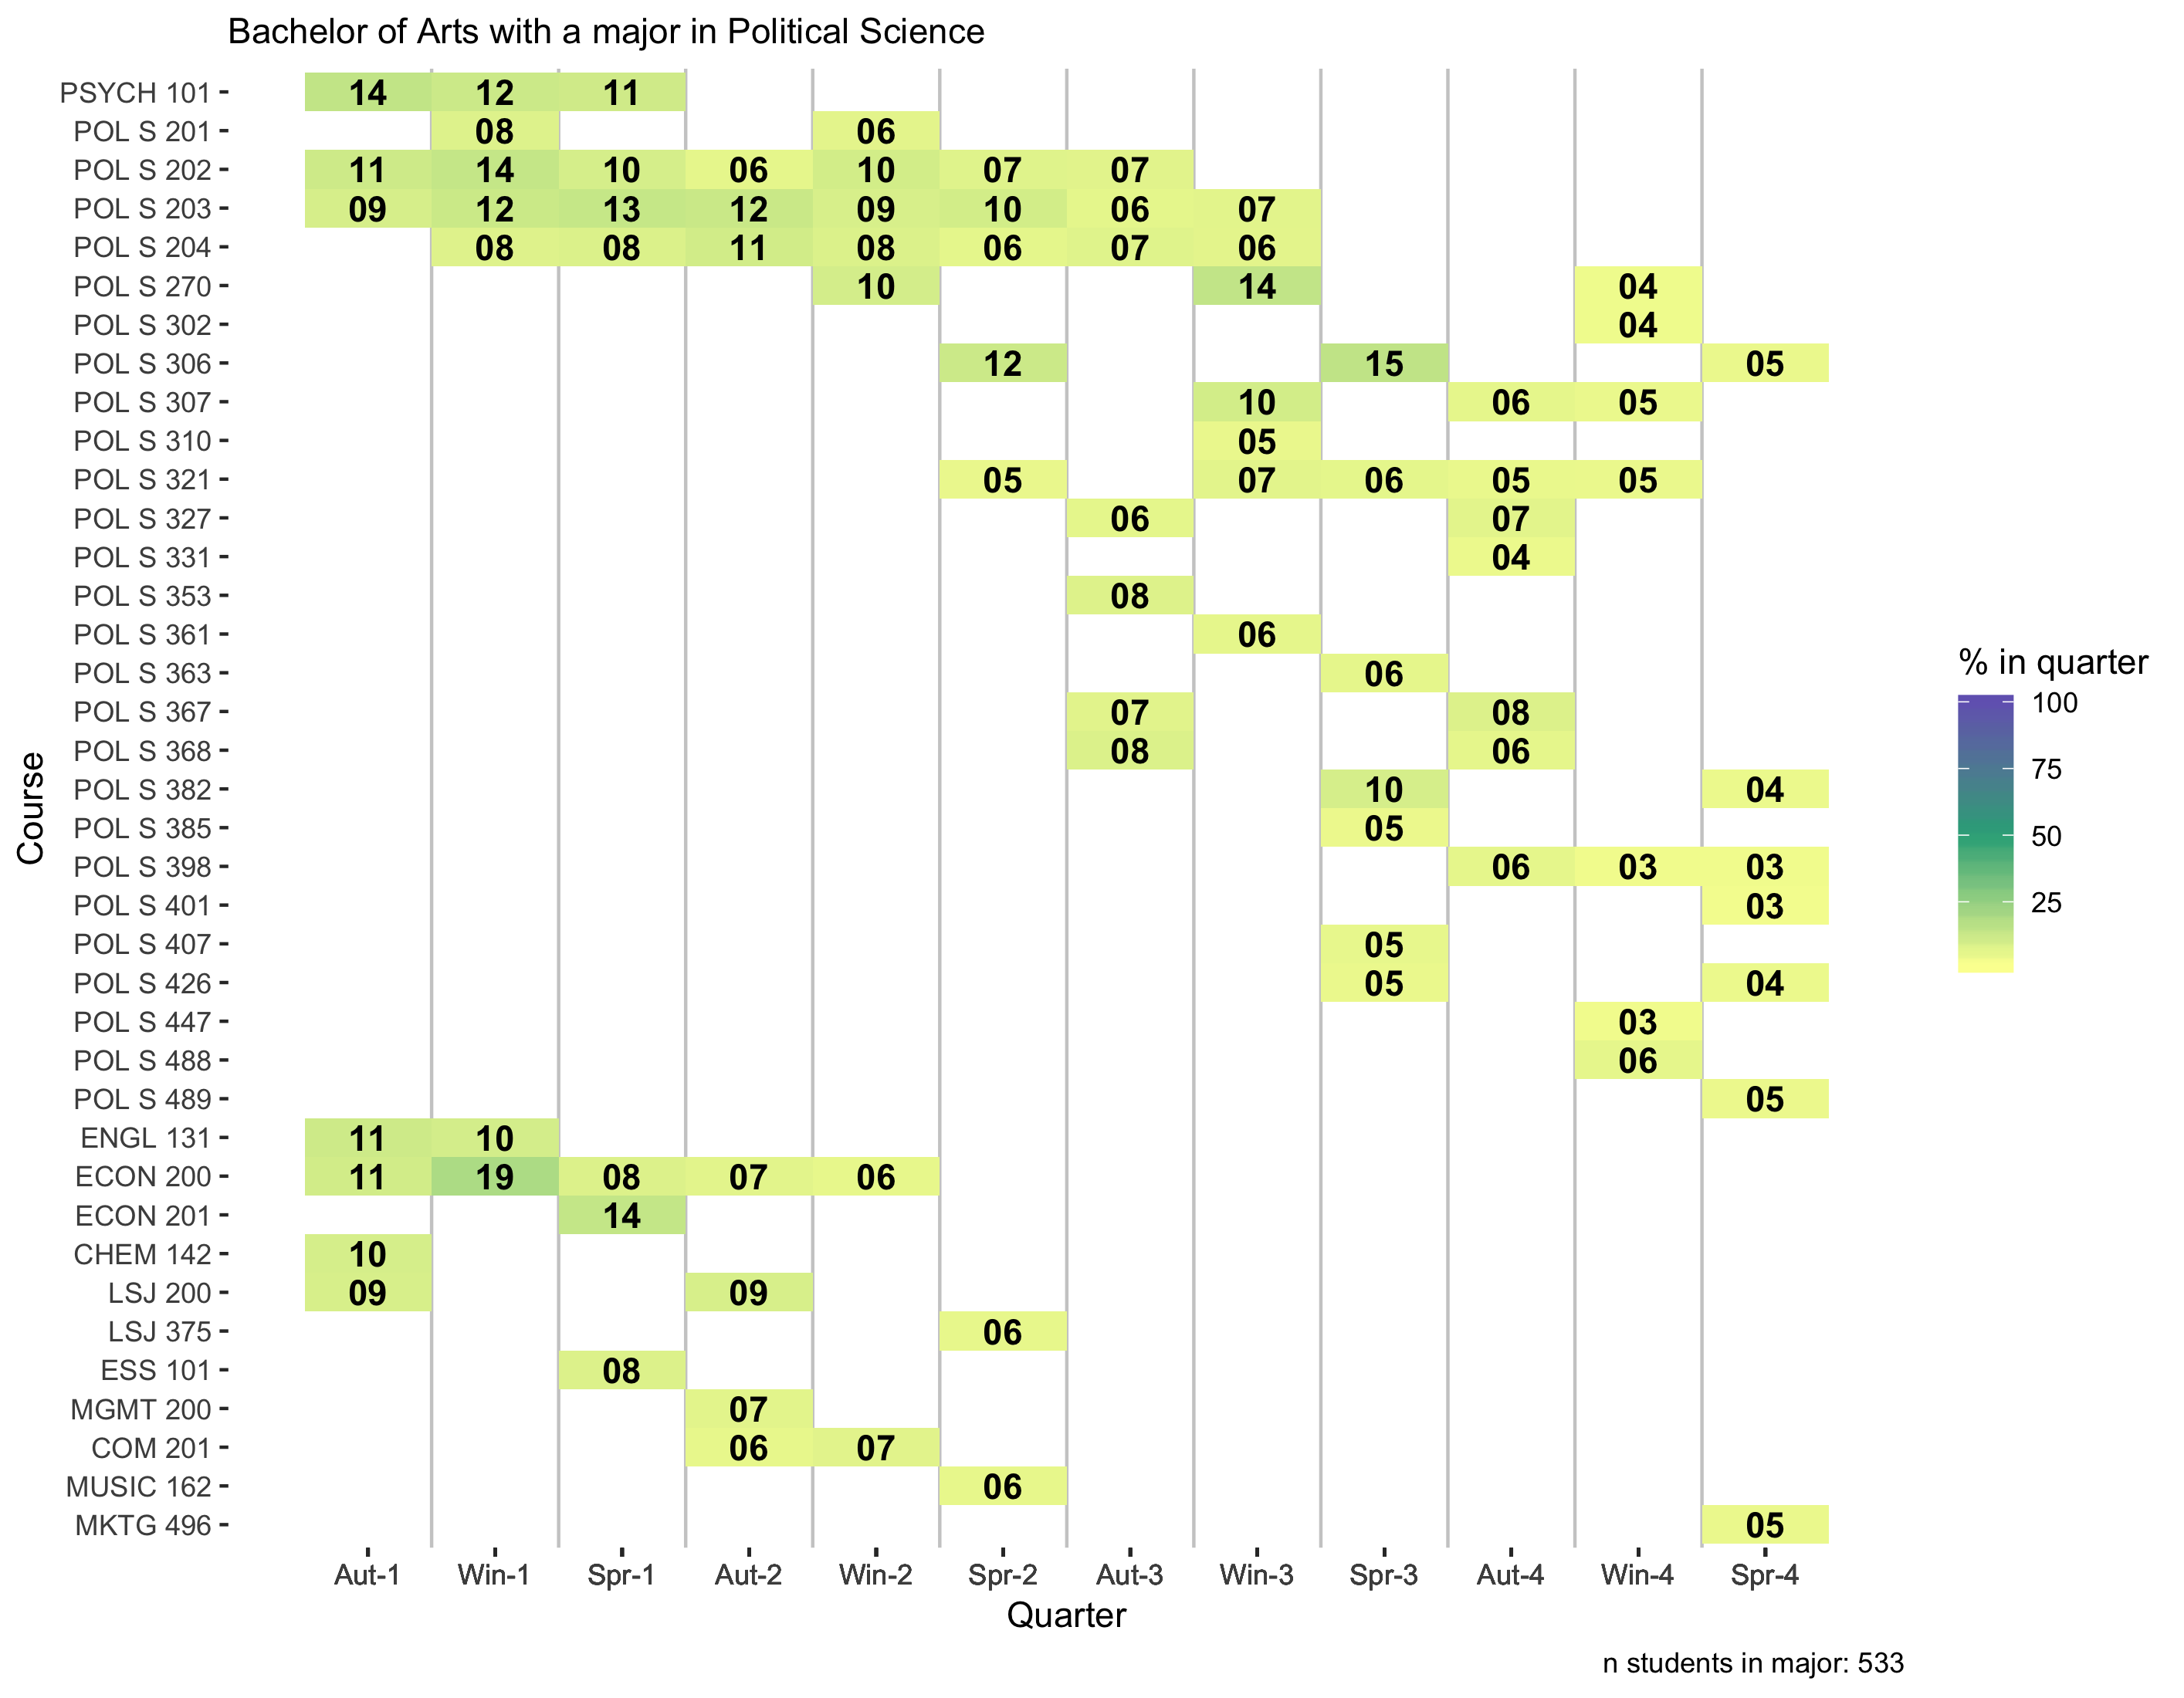 Bachelor of Arts with a major in Political Science
PSYCH 101 14 12 11
POL S 201 08 06
POL S 202 11 14 10 06 10 07 07
POL S 203 09 12 13 12 09 10 06 07
POL S 204 08 08 11 08 06 07 06
POL S 270 10 14 04
POL S 302 04
POL S 306 12 15 05
POL S 307 10 06 05
POL S 310 05
POL S 321 05 07 06 05 05
POL S 327 06 07
POL S 331 04
POL S 353 08
POL S 361 06
POL S 363 06
POL S 367 07 08
POL S 368 08 06
POL S 382 10 04
POL S 385 05
POL S 398 06 03 03
POL S 401 03
POL S 407 05
POL S 426 05 04
POL S 447 03
POL S 488 06
POL S 489 05
ENGL 131 11 10
ECON 200 11 19 08 07 06
ECON 201 14
CHEM 142 10
LSJ 200 09 09
LSJ 375 06
ESS 101 08
MGMT 200 07
COM 201 06 07
MUSIC 162 06
MKTG 496 05
Aut-1 Win-1 Spr-1 Aut-2 Win-2 Spr-2 Aut-3 Win-3 Spr-3 Aut-4 Win-4 Spr-4
Quarter
Course
% in quarter
100
75
50
25
n students in major: 533